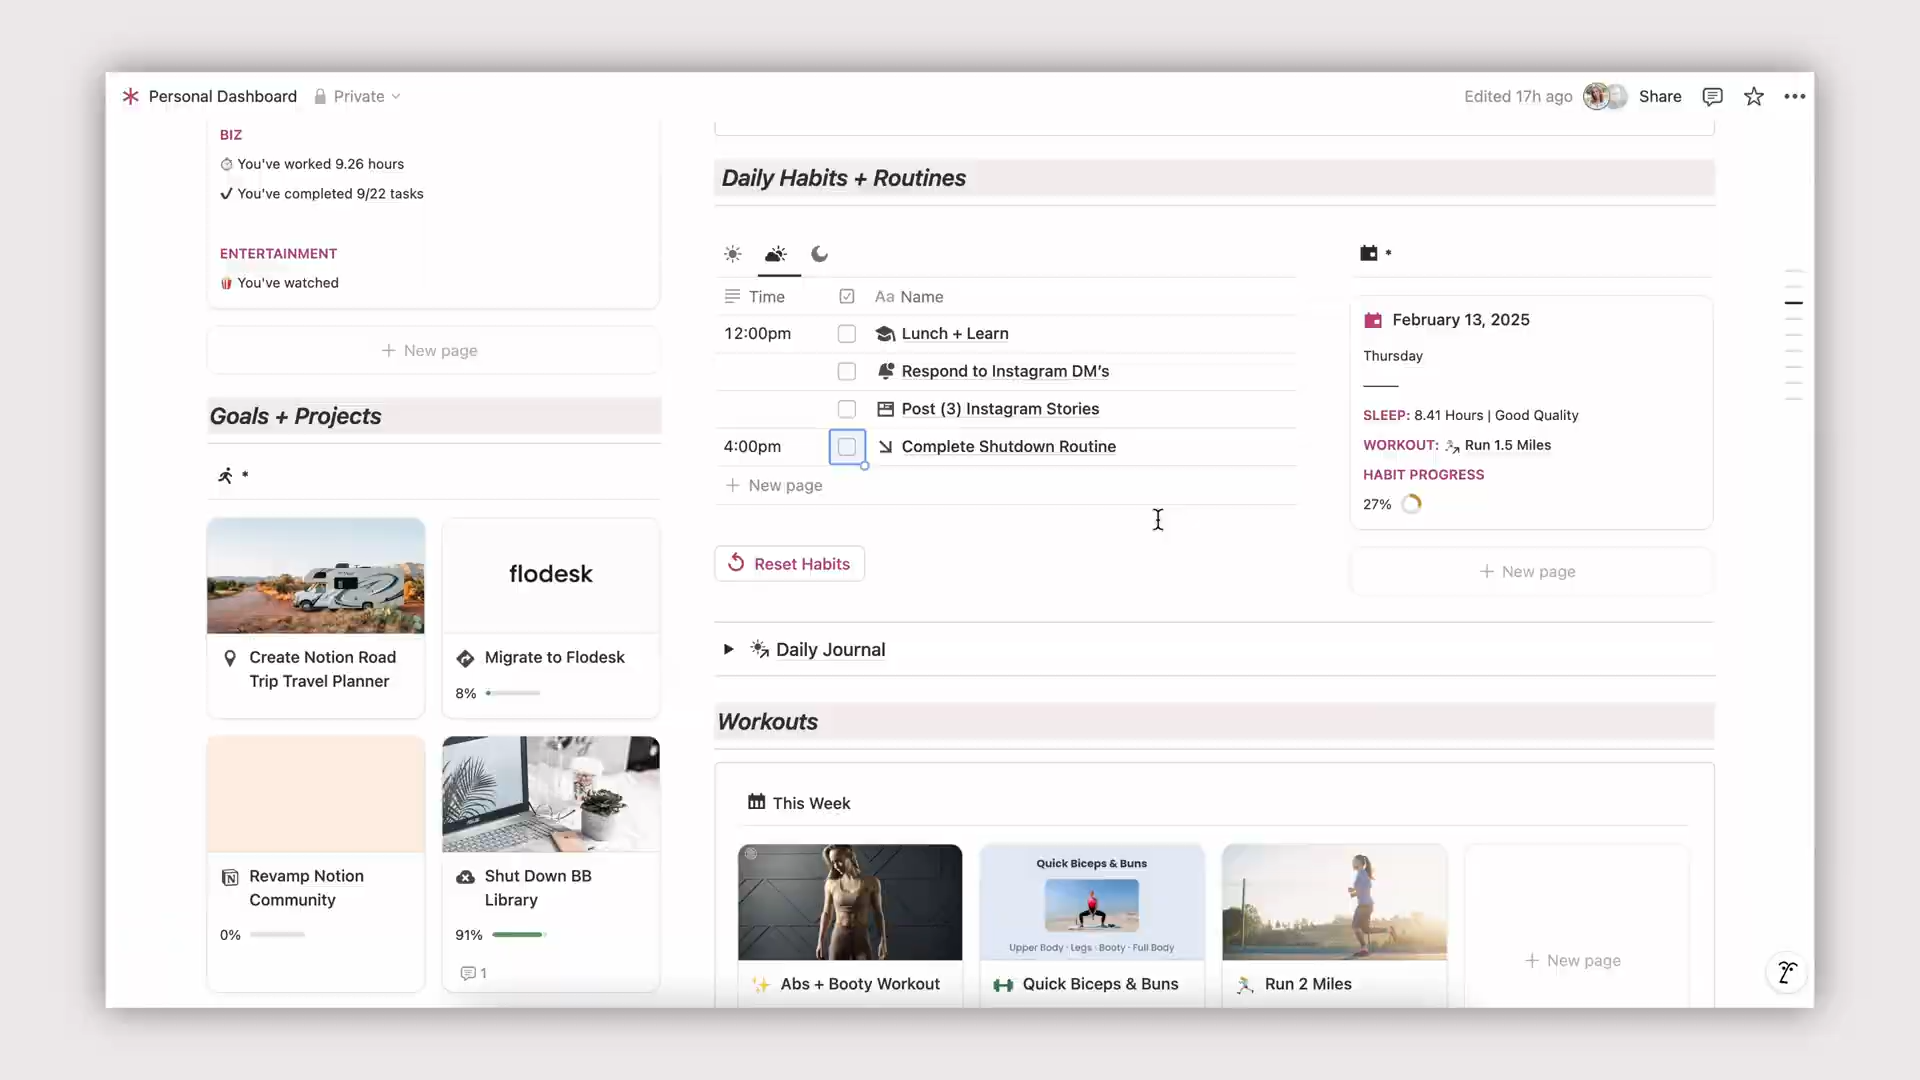 Personal Dashboard
Private
Edited 17h ago
Share
BIZ
You've worked 9.26 hours
You've completed 9/22 tasks
ENTERTAINMENT
You've watched
+ New page
Goals + Projects
*
Create Notion Road
Trip Travel Planner
flodesk
Migrate to Flodesk
8%
Revamp Notion
Community
0%
Shut Down BB
Library
91%
1
Daily Habits + Routines
Time
Aa Name
12:00pm
Lunch + Learn
Respond to Instagram DM's
Post (3) Instagram Stories
4:00pm
Complete Shutdown Routine
+ New page
Reset Habits
*
February 13, 2025
Thursday
SLEEP: 8.41 Hours | Good Quality
WORKOUT: Run 1.5 Miles
HABIT PROGRESS
27%
+ New page
Daily Journal
Workouts
This Week
Abs + Booty Workout
Quick Biceps & Buns
Upper Body · Legs · Booty · Full Body
Quick Biceps & Buns
Run 2 Miles
+ New page